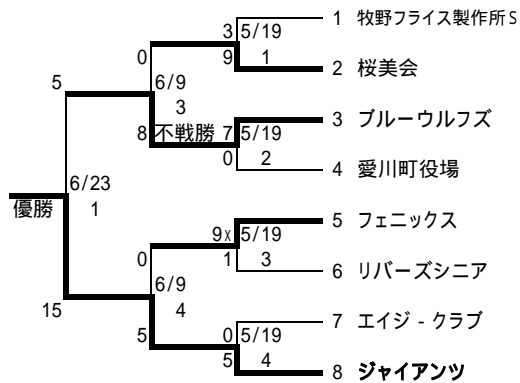 3 5/19 1 牧野フライス製作所S
0 9 1
5 6/9 2 桜美会
3
8 不戦勝 7 5/19 3 ブルーウルフズ
0 2
4 愛川町役場
6/23
優勝 1
9x 5/19 5 フェニックス
0 1 3
6/9 6 リバーズシニア
15 4
5 0 5/19 7 エイジ - クラブ
5 4
8 ジャイアンツ